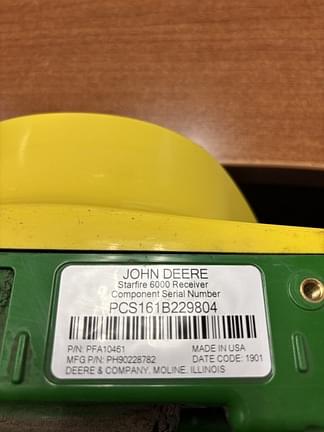 JOHN DEERE
Starfire 6000 Receiver
Component Serial Number
PCS161B229804
P/N: PFA10461 MADE IN USA
MFG P/N: PH90228782 DATE CODE: 1901
DEERE & COMPANY, MOLINE, ILLINOIS